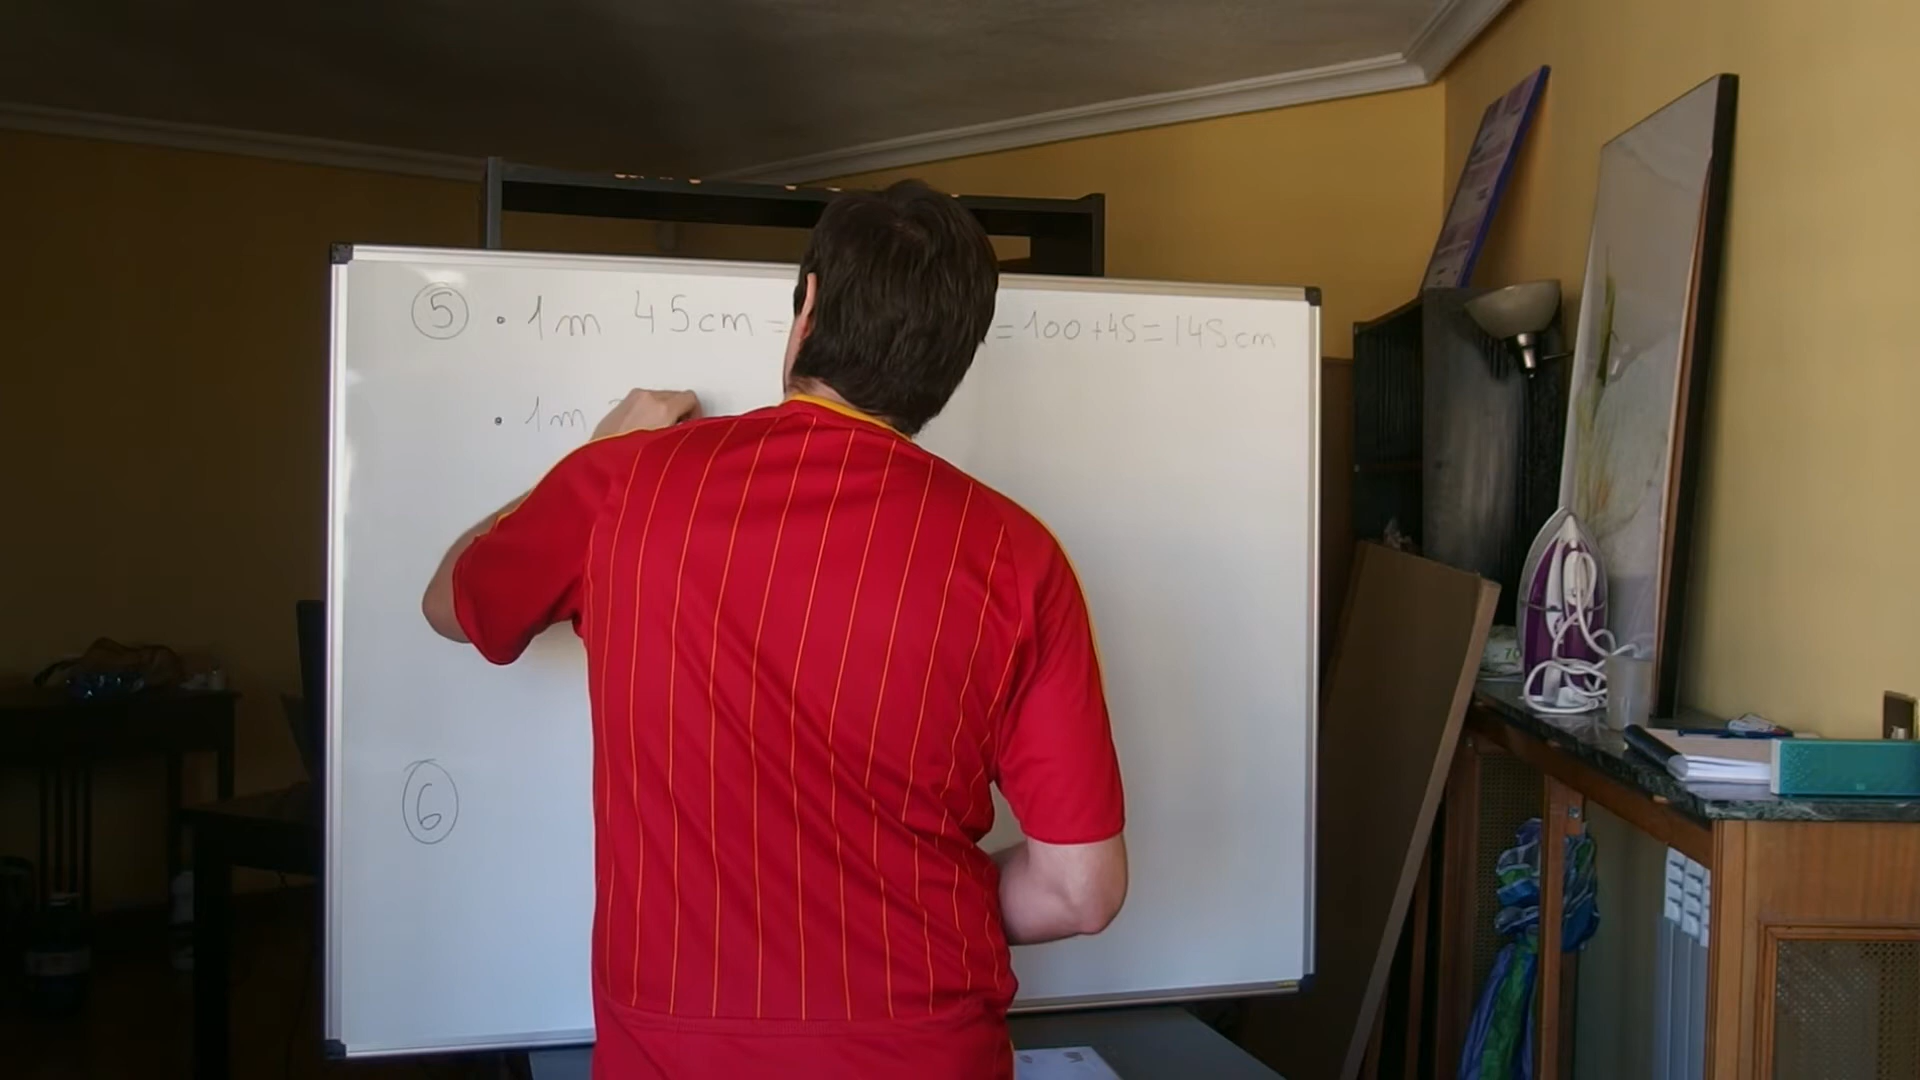 5 • 1m 45cm = = 100 + 45 = 145cm
• 1m
6